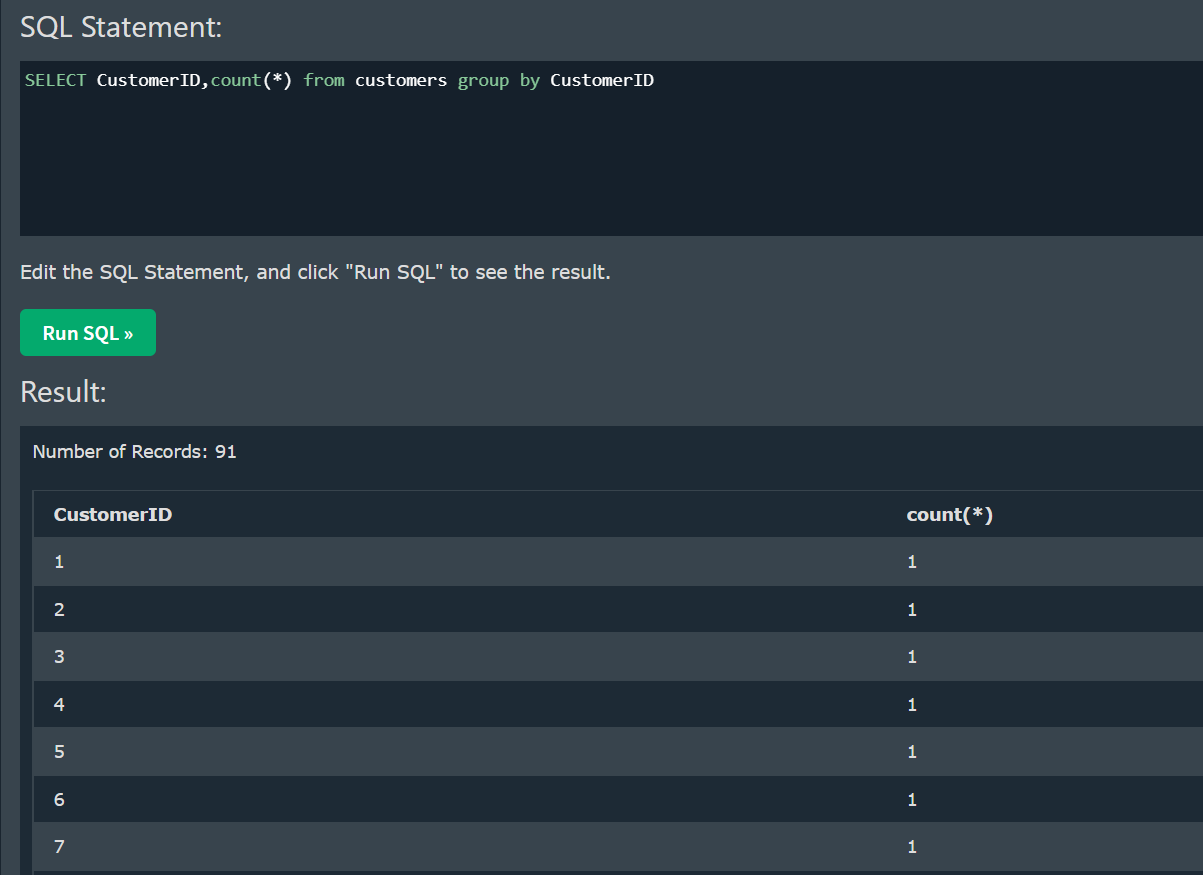 SQL Statement:
SELECT CustomerID,count(*) from customers group by CustomerID
Edit the SQL Statement, and click "Run SQL" to see the result.
Run SQL »
Result:
Number of Records: 91
CustomerID count(*)
1 1
2 1
3 1
4 1
5 1
6 1
7 1